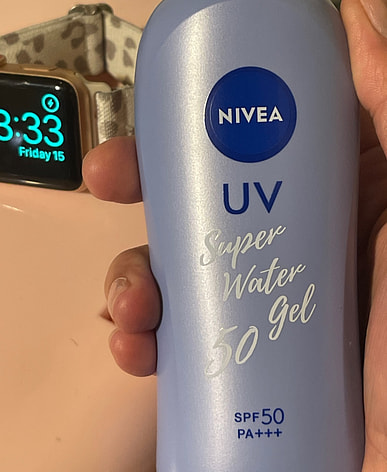 8:33
Friday 15
NIVEA
UV
Super
Water
Gel
50
SPF50
PA+++